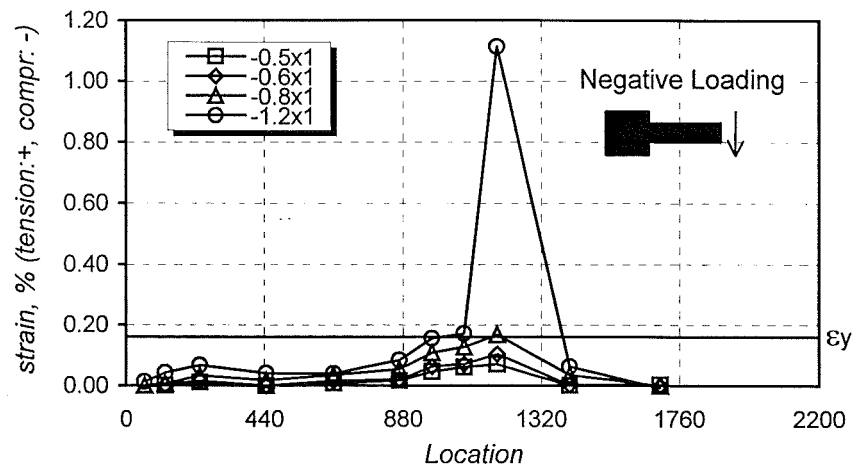 1.20
1.00
0.80
0.60
0.40
0.20
0.00
strain, % (tension:+, compr: -)
-0.5x1
-0.6x1
-0.8x1
-1.2x1
Negative Loading
εy
0
440
880
1320
1760
2200
Location